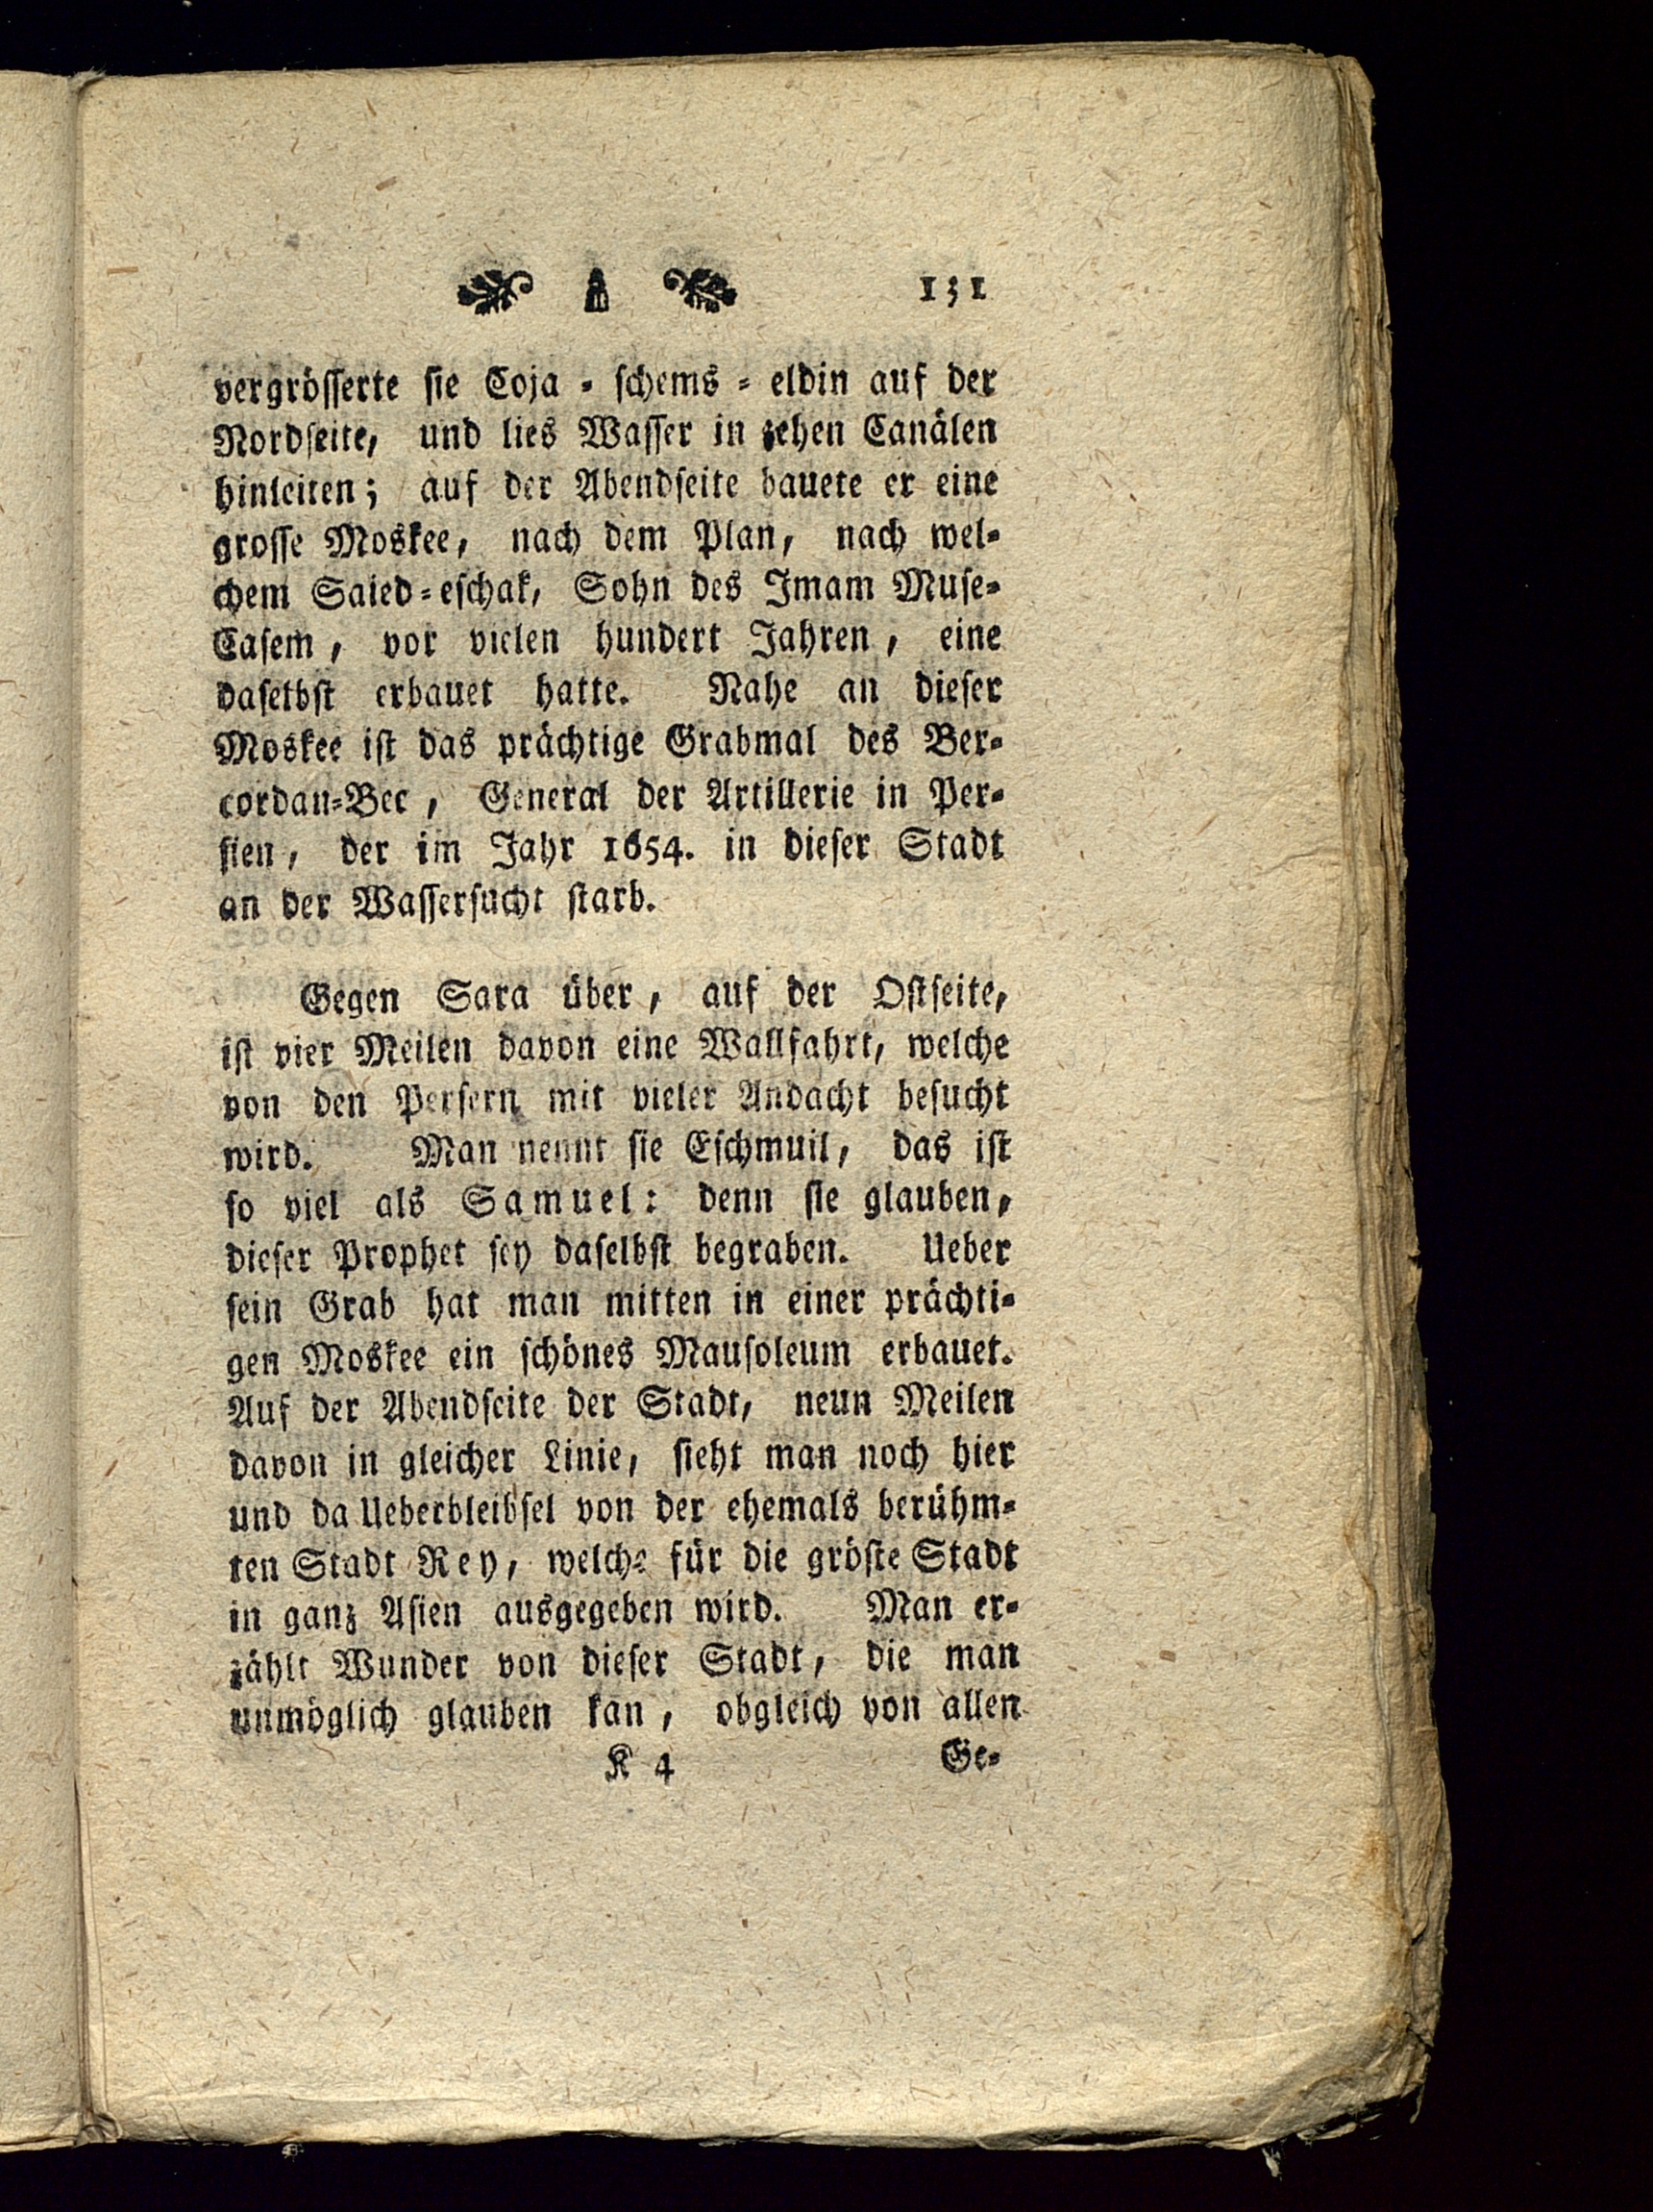 131
vergrösserte sie Coja - schems - eldin auf der
Nordseite, und lies Wasser in zehen Canälen
hinleiten; auf der Abendseite bauete er eine
grosse Moskee, nach dem Plan, nach wel-
chem Saied-eschak, Sohn des Imam Muse-
Casem, vor vielen hundert Jahren, eine
daselbst erbauet hatte. Nahe an dieser
Moskee ist das prächtige Grabmal des Ber-
cordan-Bec, General der Artillerie in Per-
sien, der im Jahr 1654. in dieser Stadt
an der Wassersucht starb.
Gegen Sara über, auf der Ostseite,
ist vier Meilen davon eine Wallfahrt, welche
von den Persern mit vieler Andacht besucht
wird. Man nennt sie Eschmuil, das ist
so viel als Samuel: denn sie glauben,
dieser Prophet sey daselbst begraben. Ueber
sein Grab hat man mitten in einer prächti-
gen Moskee ein schönes Mausoleum erbauet.
Auf der Abendseite der Stadt, neun Meilen
davon in gleicher Linie, sieht man noch hier
und da Ueberbleibsel von der ehemals berühm-
ten Stadt Rey, welche für die gröste Stadt
in ganz Asien ausgegeben wird. Man er-
zählt Wunder von dieser Stadt, die man
unmöglich glauben kan, obgleich von allen
K 4 Ge-